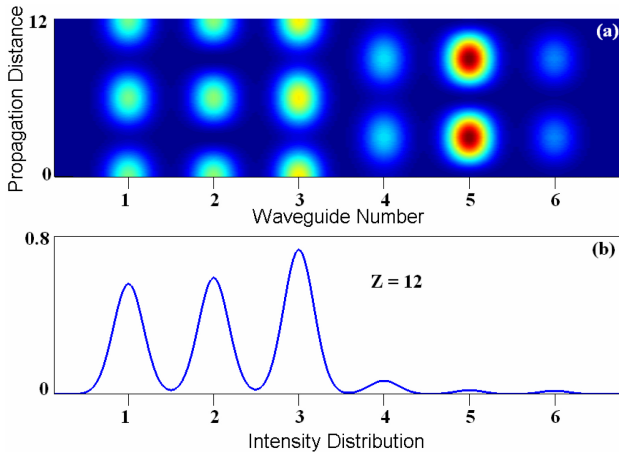 12
(a)
Propagation Distance
0
1 2 3 4 5 6
Waveguide Number
0.8
(b)
Z = 12
0
1 2 3 4 5 6
Intensity Distribution